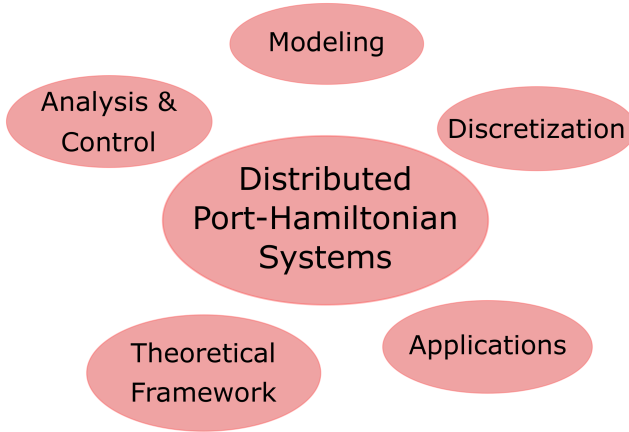 Modeling
Analysis &
Control
Discretization
Distributed
Port-Hamiltonian
Systems
Theoretical
Framework
Applications